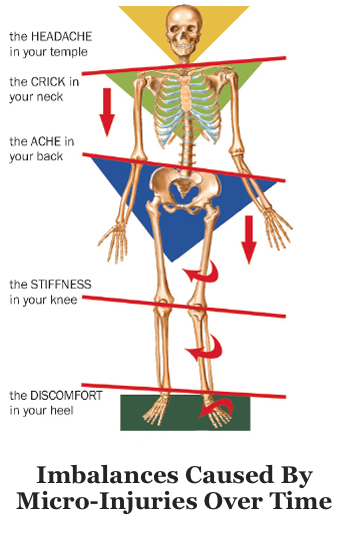 the HEADACHE
in your temple
the CRICK in
your neck
the ACHE in
your back
the STIFFNESS
in your knee
the DISCOMFORT
in your heel
Imbalances Caused By
Micro-Injuries Over Time